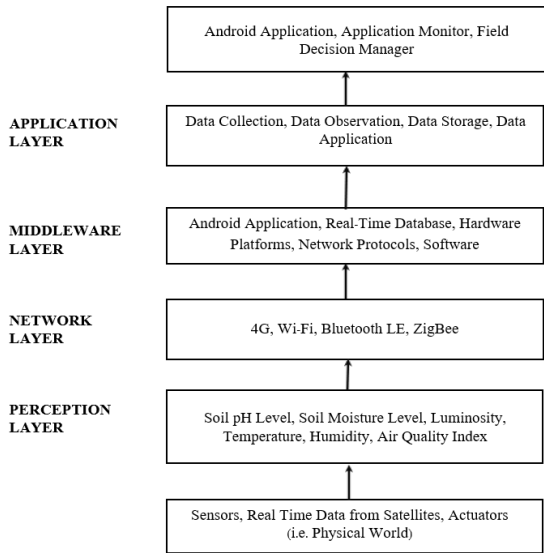 Android Application, Application Monitor, Field
Decision Manager
APPLICATION
LAYER
Data Collection, Data Observation, Data Storage, Data
Application
MIDDLEWARE
LAYER
Android Application, Real-Time Database, Hardware
Platforms, Network Protocols, Software
NETWORK
LAYER
4G, Wi-Fi, Bluetooth LE, ZigBee
PERCEPTION
LAYER
Soil pH Level, Soil Moisture Level, Luminosity,
Temperature, Humidity, Air Quality Index
Sensors, Real Time Data from Satellites, Actuators
(i.e. Physical World)